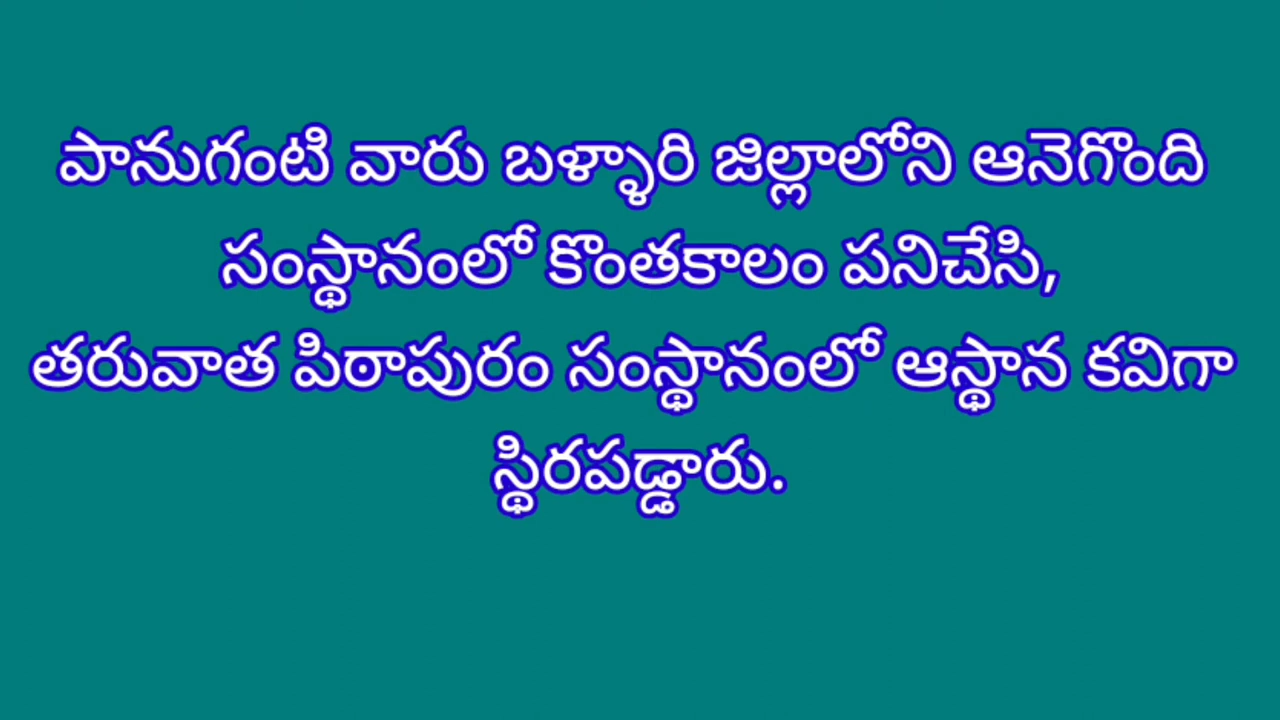 పానుగంటి వారు బళ్ళారి జిల్లాలోని ఆనెగొంది
సంస్థానంలో కొంతకాలం పనిచేసి,
తరువాత పిఠాపురం సంస్థానంలో ఆస్థాన కవిగా
స్థిరపడ్డారు.